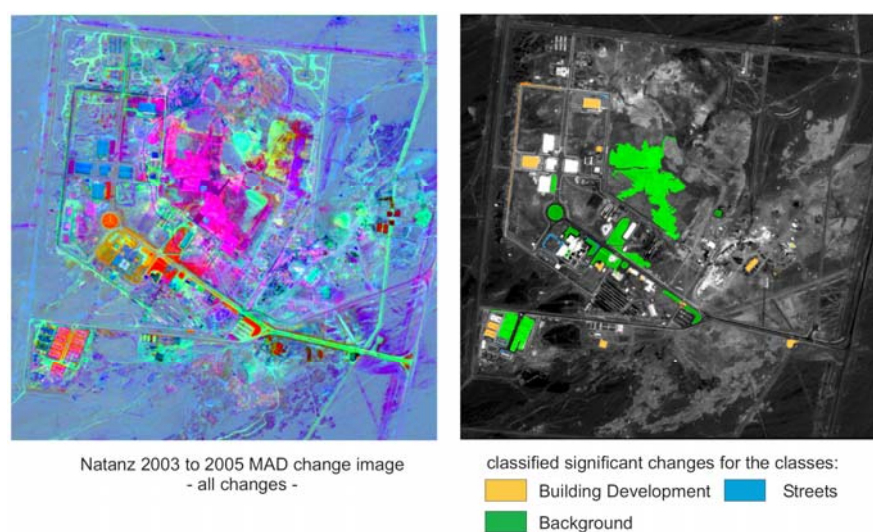 Natanz 2003 to 2005 MAD change image
- all changes -
classified significant changes for the classes:
Building Development
Streets
Background